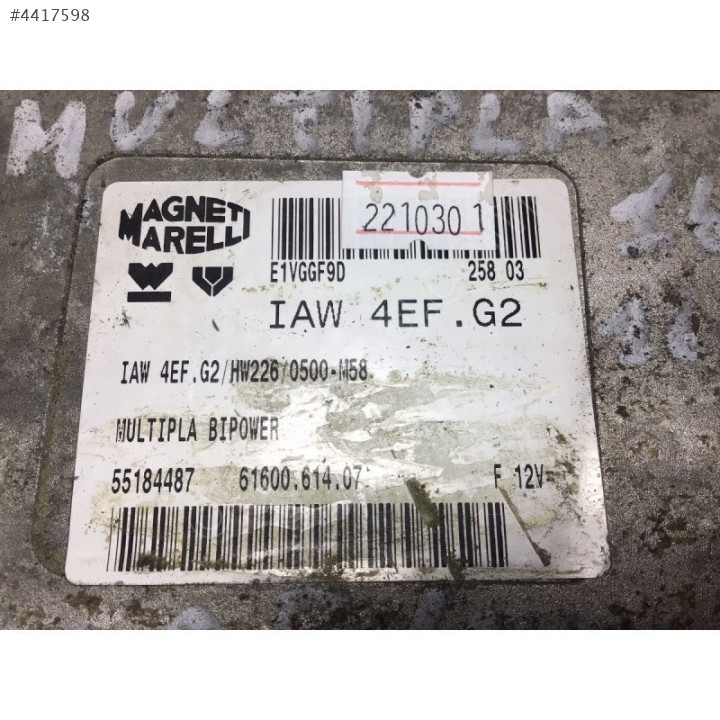 #4417598
MULTIPLA
16
MAGNETI
MARELLI
221030 1
E1VGGF9D 258 03
IAW 4EF.G2
IAW 4EF.G2/HW226/0500-M58
MULTIPLA BIPOWER
55184487 61600.614.07 F 12V=